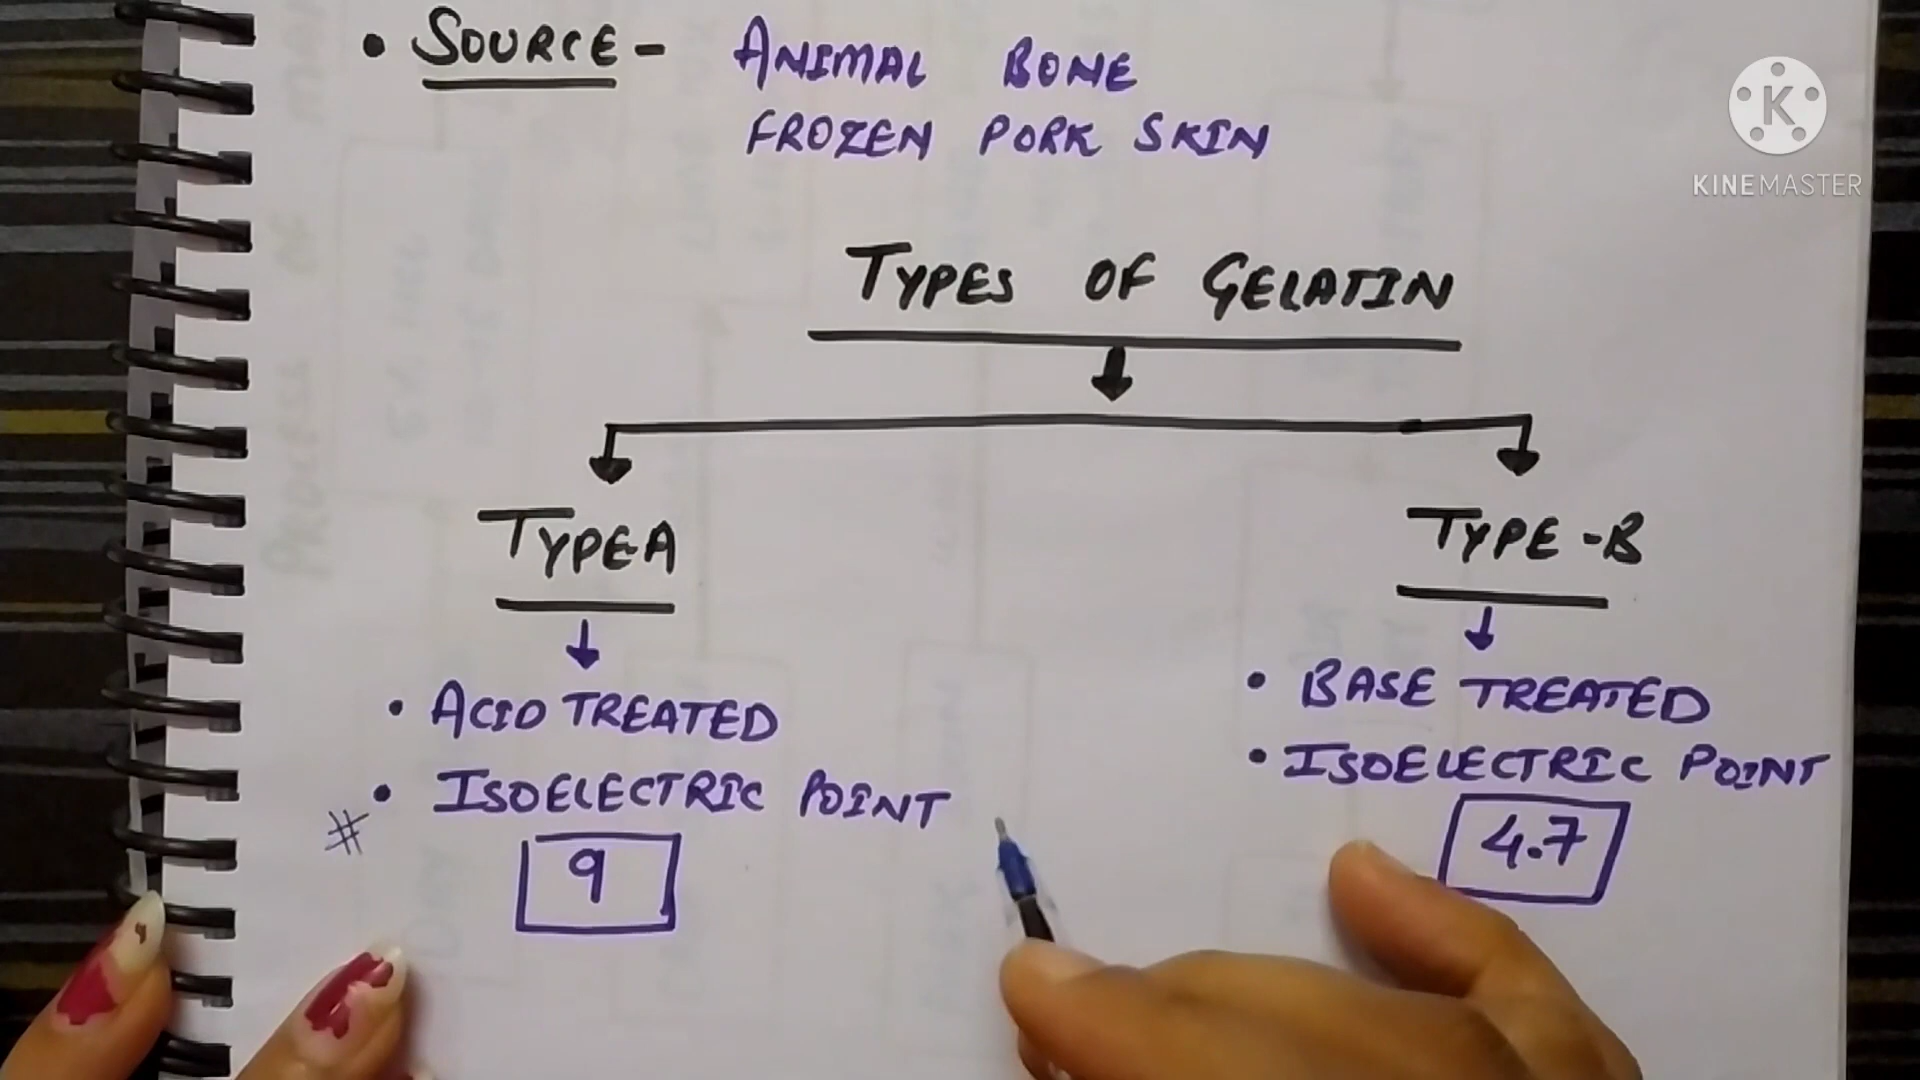 • SOURCE - ANIMAL BONE
FROZEN PORK SKIN
K
KINEMASTER
TYPES OF GELATIN
TYPE-A
TYPE-B
• ACID TREATED
• BASE TREATED
• ISOELECTRIC POINT
• ISOELECTRIC POINT
#
9
4.7